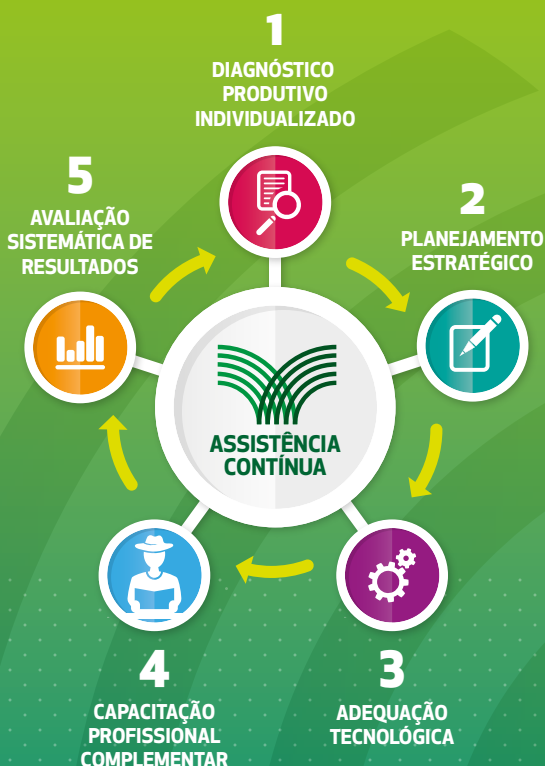 1
DIAGNÓSTICO
PRODUTIVO
INDIVIDUALIZADO
2
PLANEJAMENTO
ESTRATÉGICO
3
ADEQUAÇÃO
TECNOLÓGICA
4
CAPACITAÇÃO
PROFISSIONAL
COMPLEMENTAR
5
AVALIAÇÃO
SISTEMÁTICA DE
RESULTADOS
ASSISTÊNCIA
CONTÍNUA